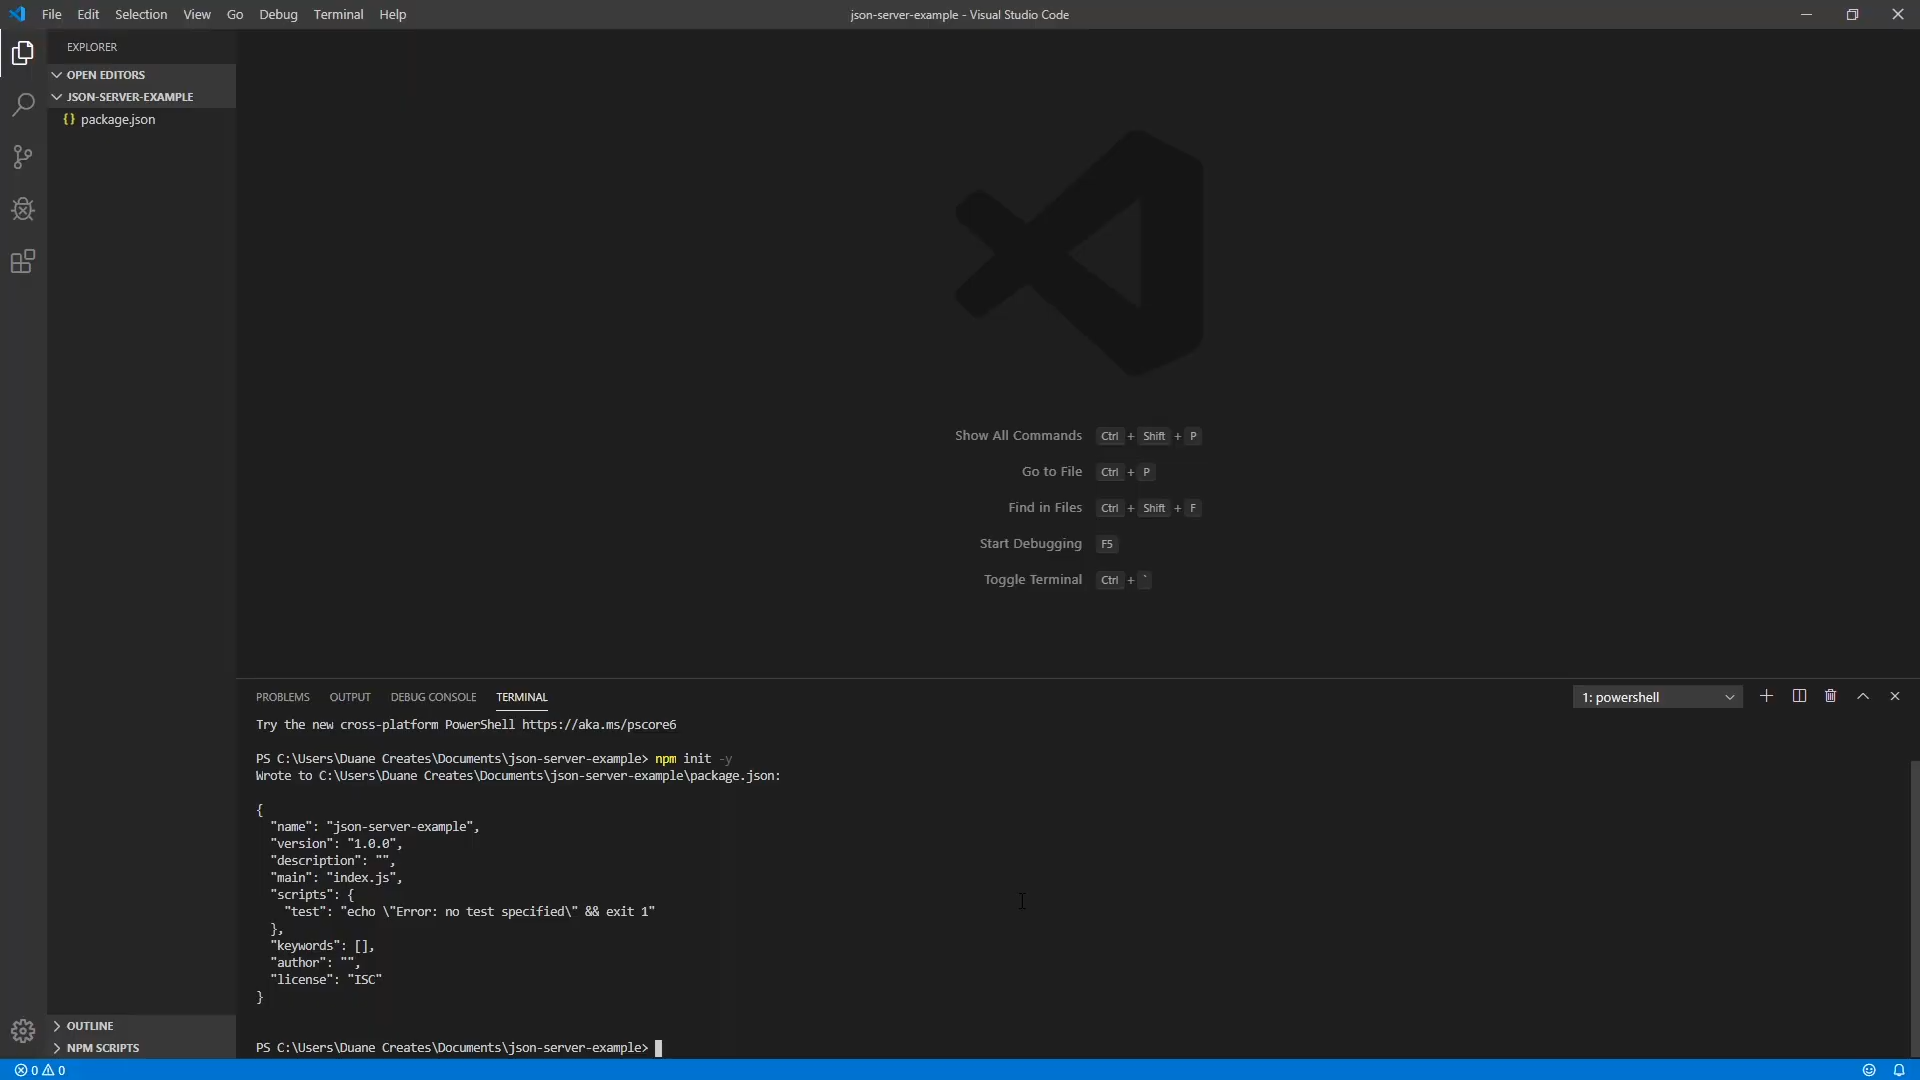 File Edit Selection View Go Debug Terminal Help
json-server-example - Visual Studio Code
EXPLORER
OPEN EDITORS
JSON-SERVER-EXAMPLE
{} package.json
Show All Commands Ctrl + Shift + P
Go to File Ctrl + P
Find in Files Ctrl + Shift + F
Start Debugging F5
Toggle Terminal Ctrl + `
PROBLEMS OUTPUT DEBUG CONSOLE TERMINAL
1: powershell
Try the new cross-platform PowerShell https://aka.ms/pscore6
PS C:\Users\Duane Creates\Documents\json-server-example> npm init -y
Wrote to C:\Users\Duane Creates\Documents\json-server-example\package.json:
{
"name": "json-server-example",
"version": "1.0.0",
"description": "",
"main": "index.js",
"scripts": {
"test": "echo \"Error: no test specified\" && exit 1"
},
"keywords": [],
"author": "",
"license": "ISC"
}
PS C:\Users\Duane Creates\Documents\json-server-example>
OUTLINE
NPM SCRIPTS
0 0